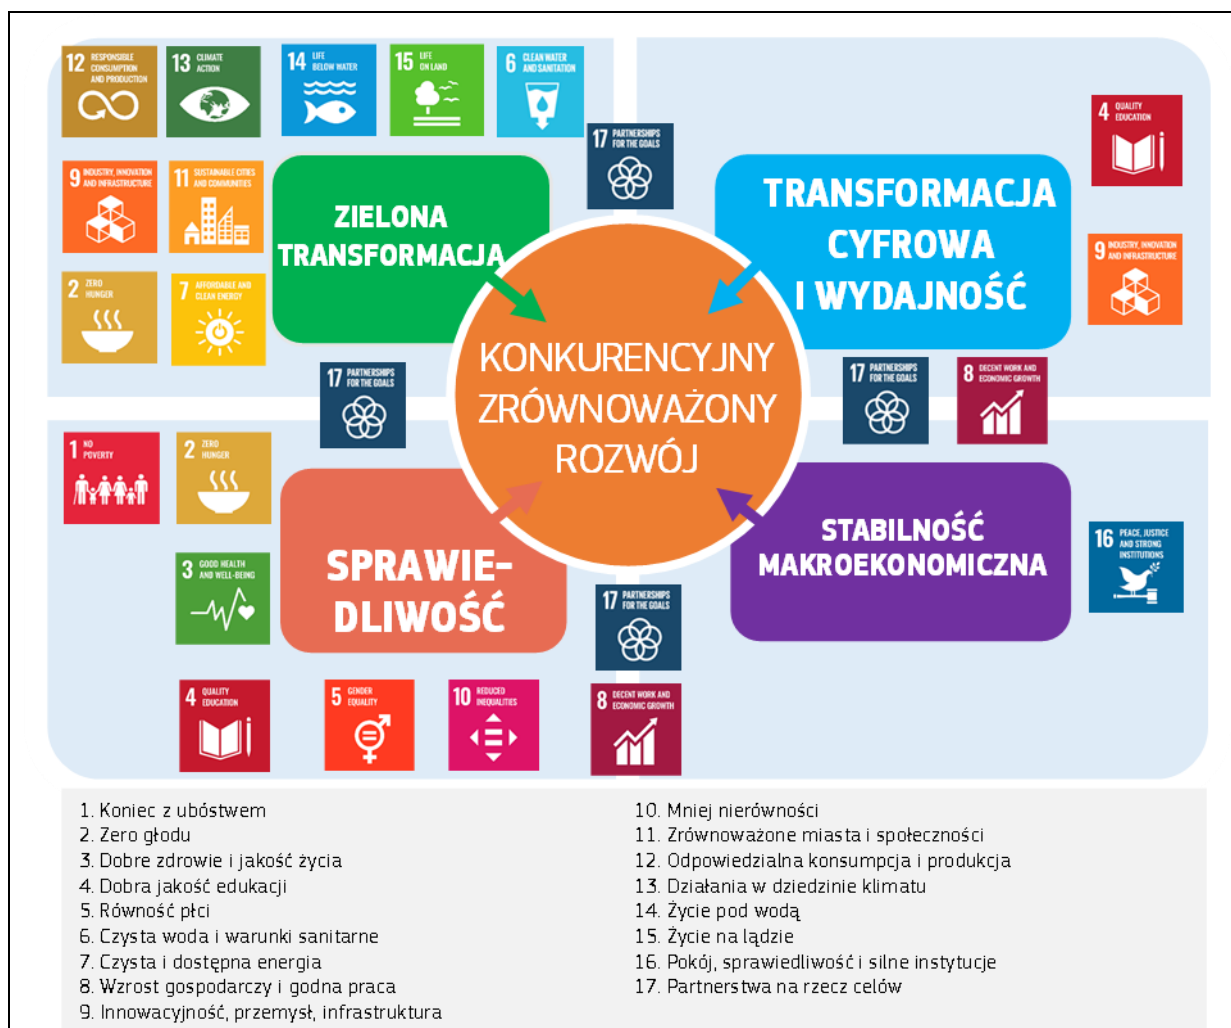 12 RESPONSIBLE
CONSUMPTION
AND PRODUCTION
13 CLIMATE
ACTION
14 LIFE
BELOW WATER
15 LIFE
ON LAND
6 CLEAN WATER
AND SANITATION
17 PARTNERSHIPS
FOR THE GOALS
4 QUALITY
EDUCATION
9 INDUSTRY, INNOVATION
AND INFRASTRUCTURE
11 SUSTAINABLE CITIES
AND COMMUNITIES
ZIELONA
TRANSFORMACJA
TRANSFORMACJA
CYFROWA
I WYDAJNOŚĆ
9 INDUSTRY, INNOVATION
AND INFRASTRUCTURE
2 ZERO
HUNGER
7 AFFORDABLE AND
CLEAN ENERGY
KONKURENCYJNY
ZRÓWNOWAŻONY
ROZWÓJ
17 PARTNERSHIPS
FOR THE GOALS
17 PARTNERSHIPS
FOR THE GOALS
8 DECENT WORK AND
ECONOMIC GROWTH
1 NO
POVERTY
2 ZERO
HUNGER
3 GOOD HEALTH
AND WELL-BEING
SPRAWIE-
DLIWOŚĆ
STABILNOŚĆ
MAKROEKONOMICZNA
16 PEACE, JUSTICE
AND STRONG
INSTITUTIONS
17 PARTNERSHIPS
FOR THE GOALS
4 QUALITY
EDUCATION
5 GENDER
EQUALITY
10 REDUCED
INEQUALITIES
8 DECENT WORK AND
ECONOMIC GROWTH
1. Koniec z ubóstwem
2. Zero głodu
3. Dobre zdrowie i jakość życia
4. Dobra jakość edukacji
5. Równość płci
6. Czysta woda i warunki sanitarne
7. Czysta i dostępna energia
8. Wzrost gospodarczy i godna praca
9. Innowacyjność, przemysł, infrastruktura
10. Mniej nierówności
11. Zrównoważone miasta i społeczności
12. Odpowiedzialna konsumpcja i produkcja
13. Działania w dziedzinie klimatu
14. Życie pod wodą
15. Życie na lądzie
16. Pokój, sprawiedliwość i silne instytucje
17. Partnerstwa na rzecz celów